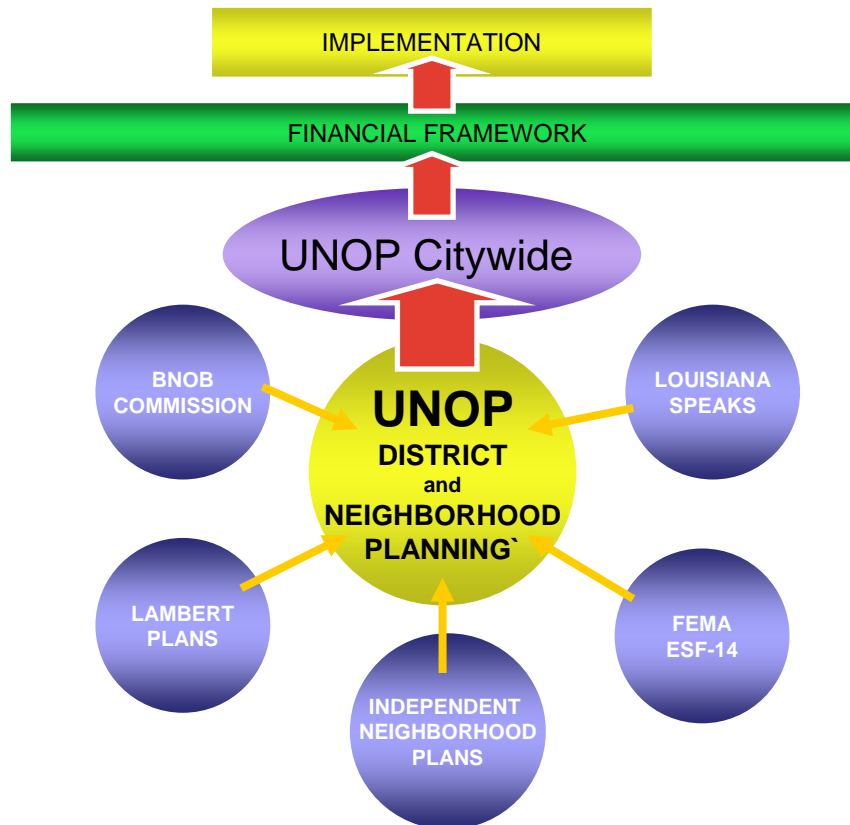 IMPLEMENTATION
FINANCIAL FRAMEWORK
UNOP Citywide
BNOB
COMMISSION
UNOP
DISTRICT
and
NEIGHBORHOOD
PLANNING`
LOUISIANA
SPEAKS
LAMBERT
PLANS
INDEPENDENT
NEIGHBORHOOD
PLANS
FEMA
ESF-14